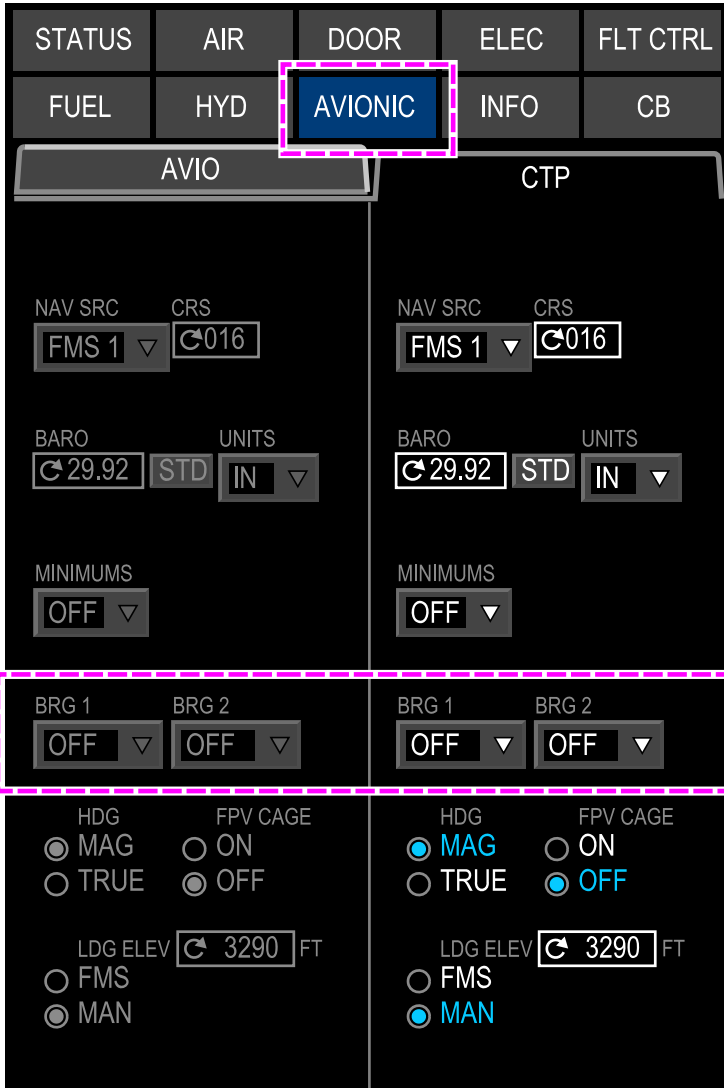 STATUS AIR DOOR ELEC FLT CTRL
FUEL HYD AVIONIC INFO CB
AVIO CTP
NAV SRC CRS NAV SRC CRS
FMS 1 016 FMS 1 016
BARO UNITS BARO UNITS
29.92 STD IN 29.92 STD IN
MINIMUMS MINIMUMS
OFF OFF
BRG 1 BRG 2 BRG 1 BRG 2
OFF OFF OFF OFF
HDG FPV CAGE HDG FPV CAGE
MAG ON MAG ON
TRUE OFF TRUE OFF
LDG ELEV 3290 FT LDG ELEV 3290 FT
FMS FMS
MAN MAN